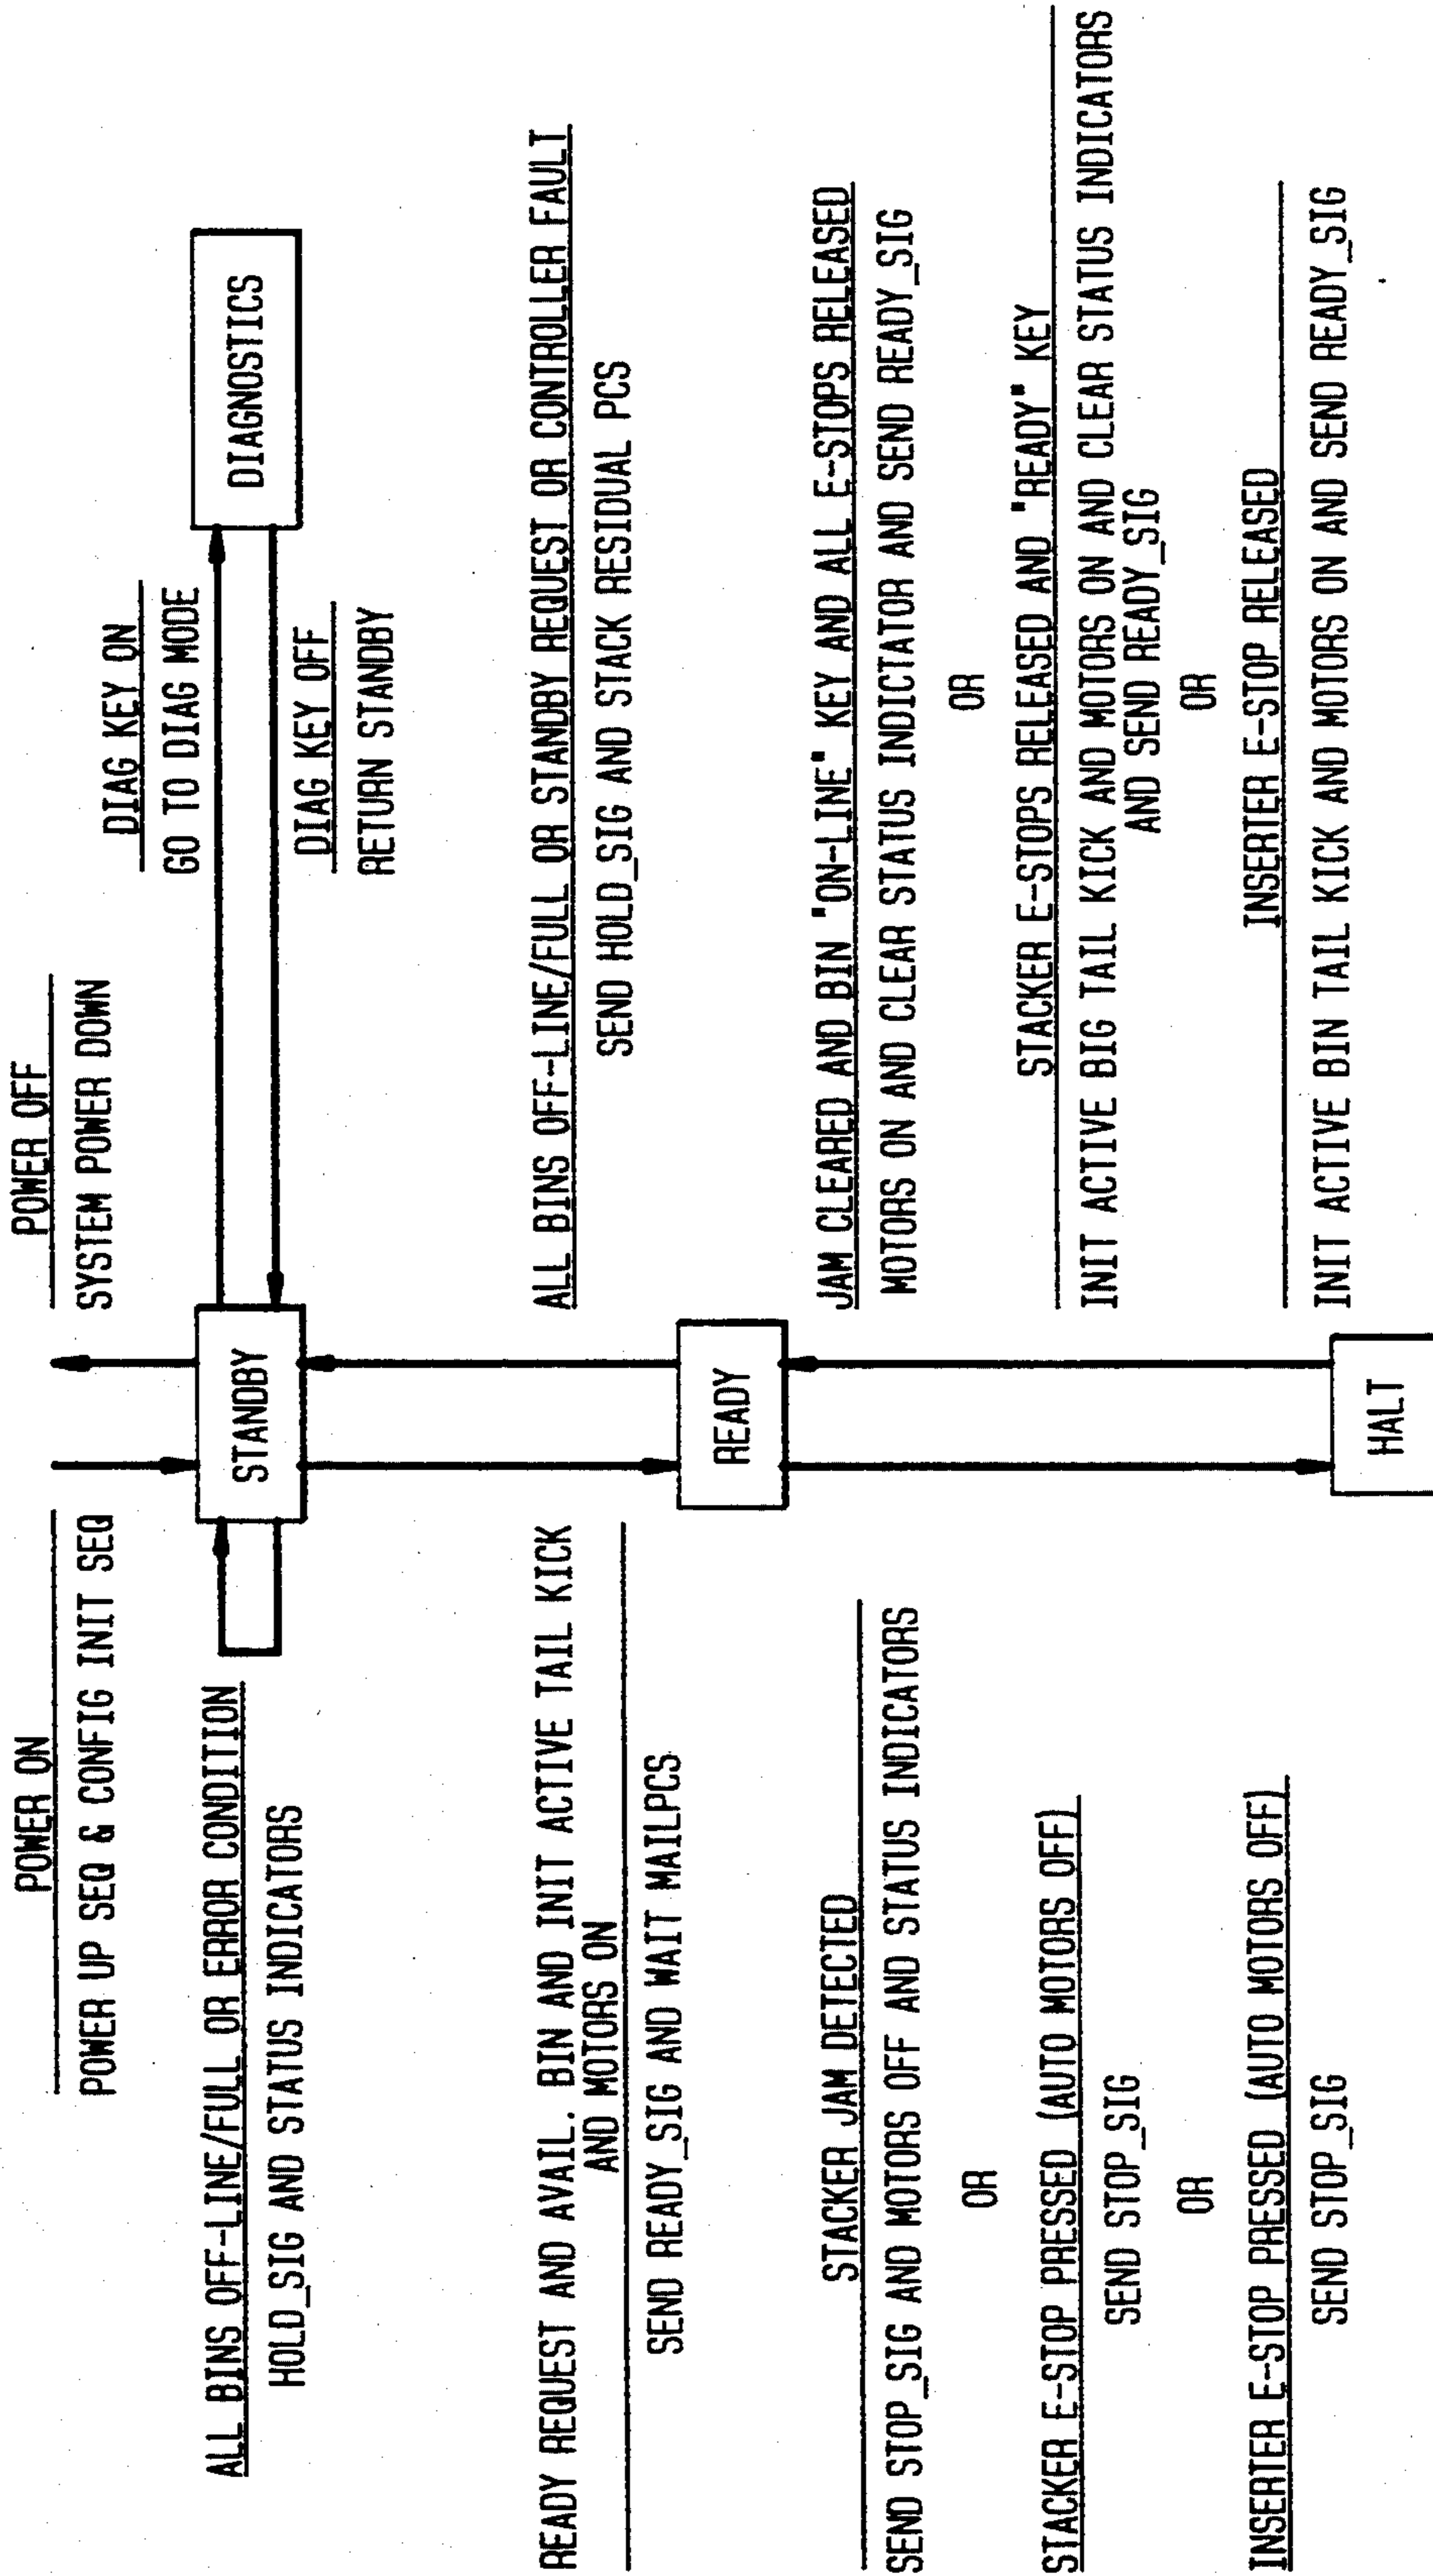 POWER ON
POWER UP SEQ & CONFIG INIT SEQ
POWER OFF
SYSTEM POWER DOWN
ALL BINS OFF-LINE/FULL OR ERROR CONDITION
HOLD_SIG AND STATUS INDICATORS
STANDBY
DIAG KEY ON
GO TO DIAG MODE
DIAG KEY OFF
RETURN STANDBY
DIAGNOSTICS
READY REQUEST AND AVAIL. BIN AND INIT ACTIVE TAIL KICK
AND MOTORS ON
SEND READY_SIG AND WAIT MAILPCS
ALL BINS OFF-LINE/FULL OR STANDBY REQUEST OR CONTROLLER FAULT
SEND HOLD_SIG AND STACK RESIDUAL PCS
READY
STACKER JAM DETECTED
SEND STOP_SIG AND MOTORS OFF AND STATUS INDICATORS
OR
STACKER E-STOP PRESSED (AUTO MOTORS OFF)
SEND STOP_SIG
OR
INSERTER E-STOP PRESSED (AUTO MOTORS OFF)
SEND STOP_SIG
JAM CLEARED AND BIN "ON-LINE" KEY AND ALL E-STOPS RELEASED
MOTORS ON AND CLEAR STATUS INDICTATOR AND SEND READY_SIG
OR
STACKER E-STOPS RELEASED AND "READY" KEY
INIT ACTIVE BIG TAIL KICK AND MOTORS ON AND CLEAR STATUS INDICATORS
AND SEND READY_SIG
OR
INSERTER E-STOP RELEASED
INIT ACTIVE BIN TAIL KICK AND MOTORS ON AND SEND READY_SIG
HALT